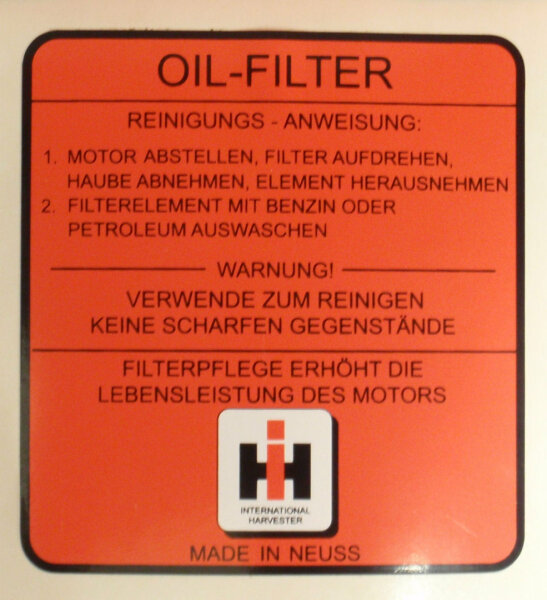 OIL-FILTER
REINIGUNGS - ANWEISUNG:
1. MOTOR ABSTELLEN, FILTER AUFDREHEN,
HAUBE ABNEHMEN, ELEMENT HERAUSNEHMEN
2. FILTERELEMENT MIT BENZIN ODER
PETROLEUM AUSWASCHEN
WARNUNG!
VERWENDE ZUM REINIGEN
KEINE SCHARFEN GEGENSTÄNDE
FILTERPFLEGE ERHÖHT DIE
LEBENSLEISTUNG DES MOTORS
IH
INTERNATIONAL
HARVESTER
MADE IN NEUSS